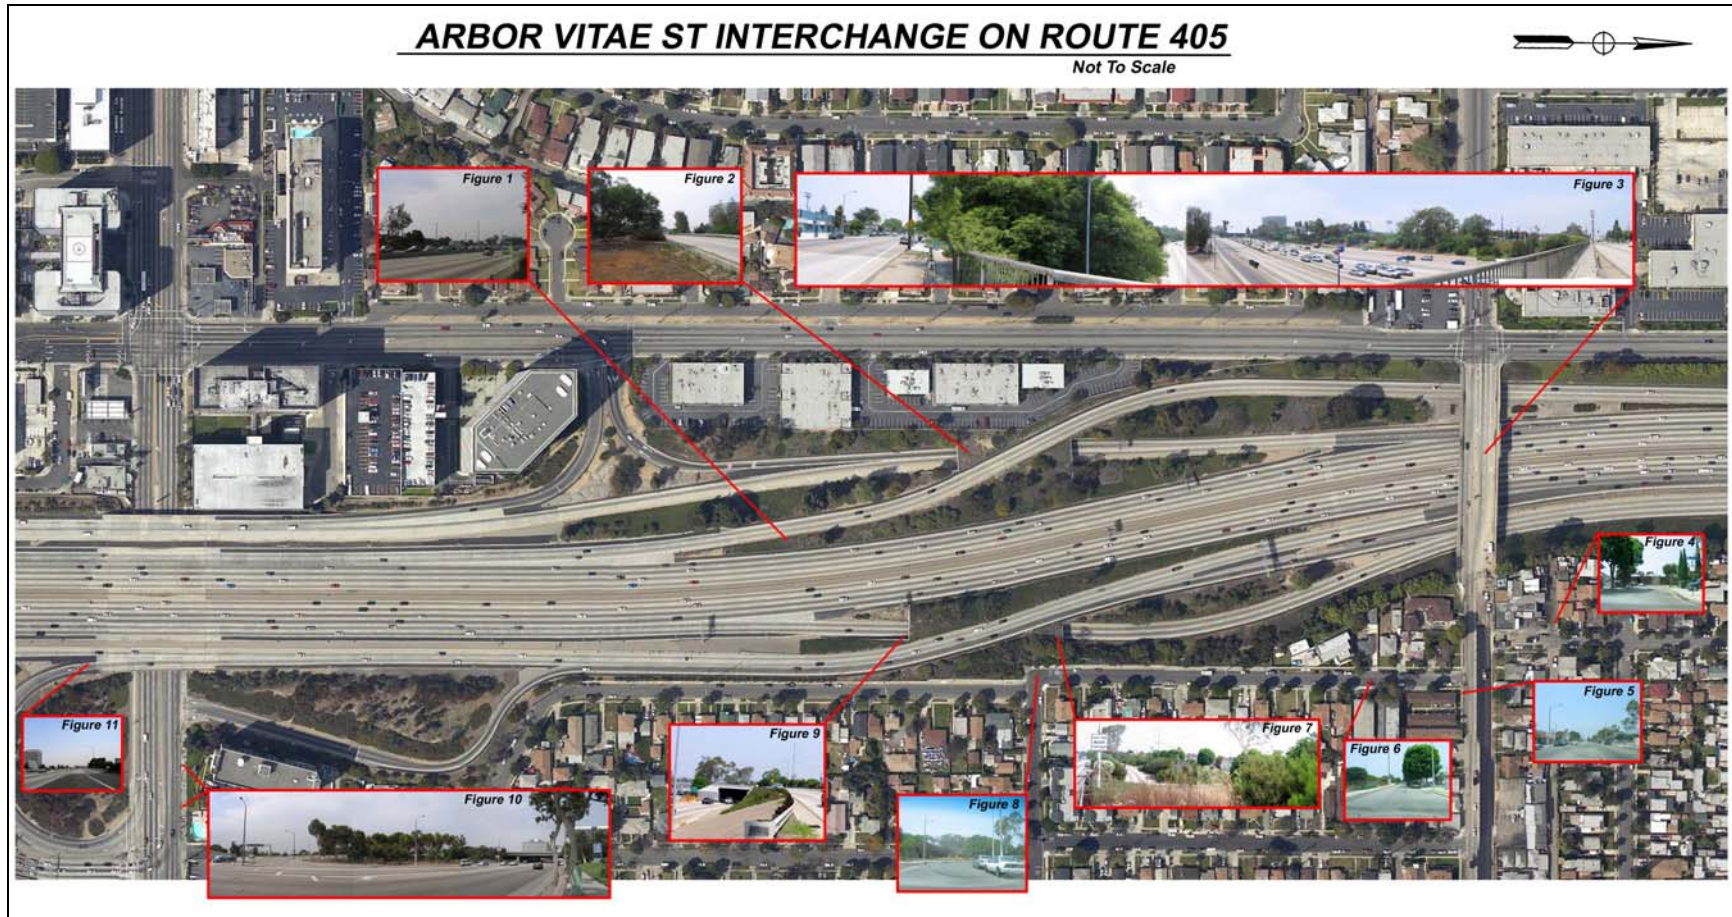 ARBOR VITAE ST INTERCHANGE ON ROUTE 405
Not To Scale
Figure 1
Figure 2
Figure 3
Figure 4
Figure 5
Figure 6
Figure 7
Figure 8
Figure 9
Figure 10
Figure 11